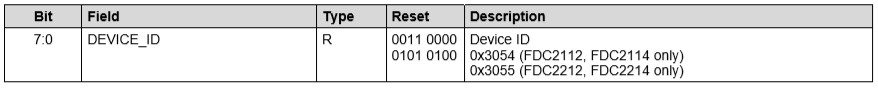 Bit Field Type Reset Description
7:0 DEVICE_ID R 0011 0000 Device ID
0101 0100 0x3054 (FDC2112, FDC2114 only)
0x3055 (FDC2212, FDC2214 only)